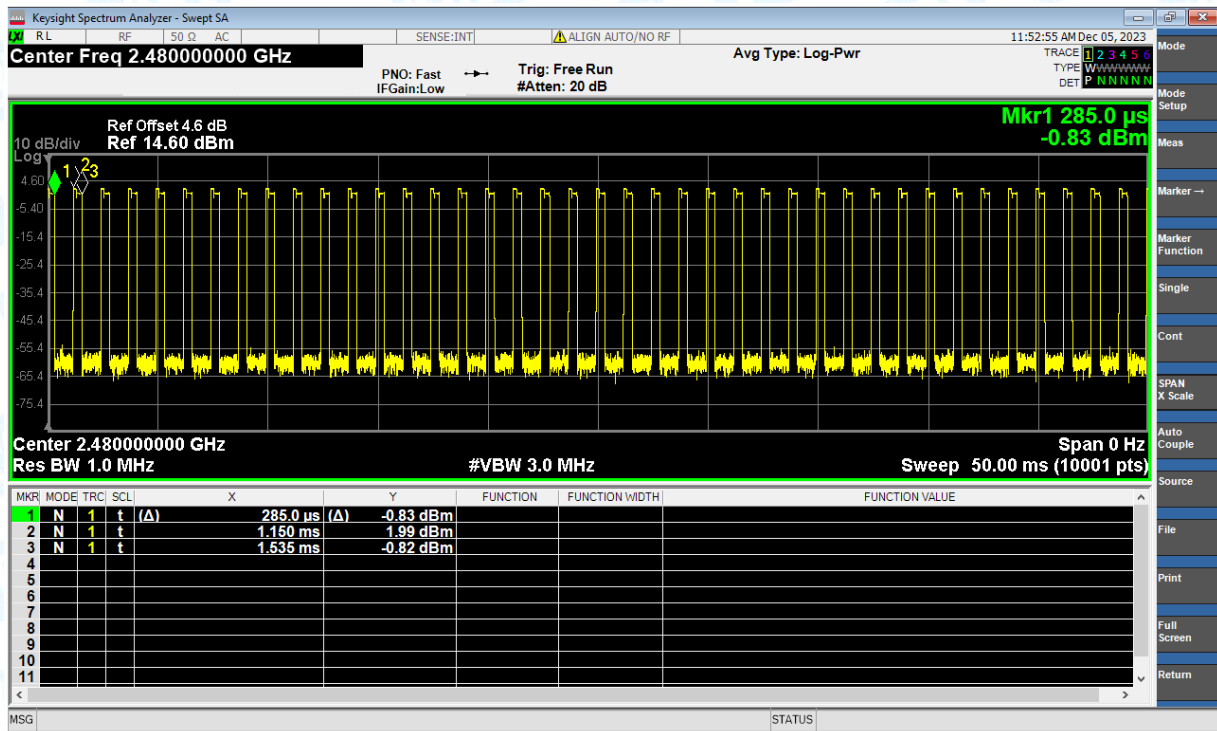 Keysight Spectrum Analyzer - Swept SA
LXI RL RF 50 Ω AC SENSE:INT ALIGN AUTO/NO RF 11:52:55 AM Dec 05, 2023
Center Freq 2.480000000 GHz
Avg Type: Log-Pwr
TRACE 1 2 3 4 5 6
TYPE WWWWWW
DET P N N N N N
PNO: Fast
IFGain:Low
Trig: Free Run
#Atten: 20 dB
Mkr1 285.0 µs
-0.83 dBm
Ref Offset 4.6 dB
10 dB/div Ref 14.60 dBm
Log
1 2 3
4.60
-5.40
-15.4
-25.4
-35.4
-45.4
-55.4
-65.4
-75.4
Center 2.480000000 GHz Span 0 Hz
Res BW 1.0 MHz #VBW 3.0 MHz Sweep 50.00 ms (10001 pts)
MKR MODE TRC SCL X Y FUNCTION FUNCTION WIDTH FUNCTION VALUE
1 N 1 t (Δ) 285.0 µs (Δ) -0.83 dBm
2 N 1 t 1.150 ms 1.99 dBm
3 N 1 t 1.535 ms -0.82 dBm
4
5
6
7
8
9
10
11
MSG STATUS
Mode
Mode
Setup
Meas
Marker →
Marker
Function
Single
Cont
SPAN
X Scale
Auto
Couple
Source
File
Print
Full
Screen
Return